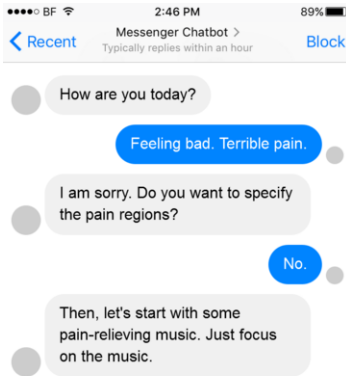 BF 2:46 PM 89%
Recent Messenger Chatbot > Block
Typically replies within an hour
How are you today?
Feeling bad. Terrible pain.
I am sorry. Do you want to specify
the pain regions?
No.
Then, let's start with some
pain-relieving music. Just focus
on the music.